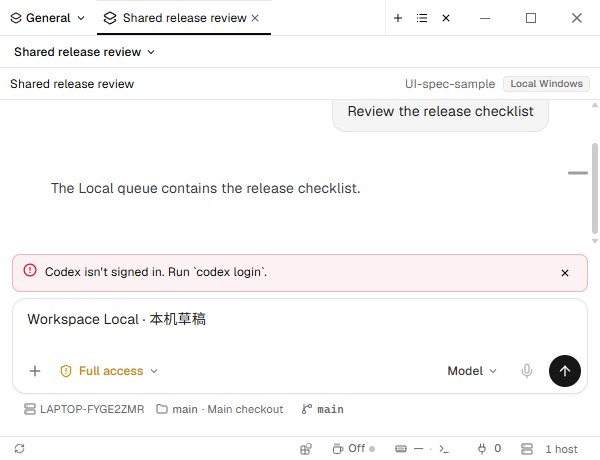 General
Shared release review
Shared release review
Shared release review
UI-spec-sample
Local Windows
Review the release checklist
The Local queue contains the release checklist.
Codex isn't signed in. Run `codex login`.
Workspace Local · 本机草稿
Full access
Model
LAPTOP-FYGE2ZMR
main · Main checkout
main
Off
— ·
0
1 host